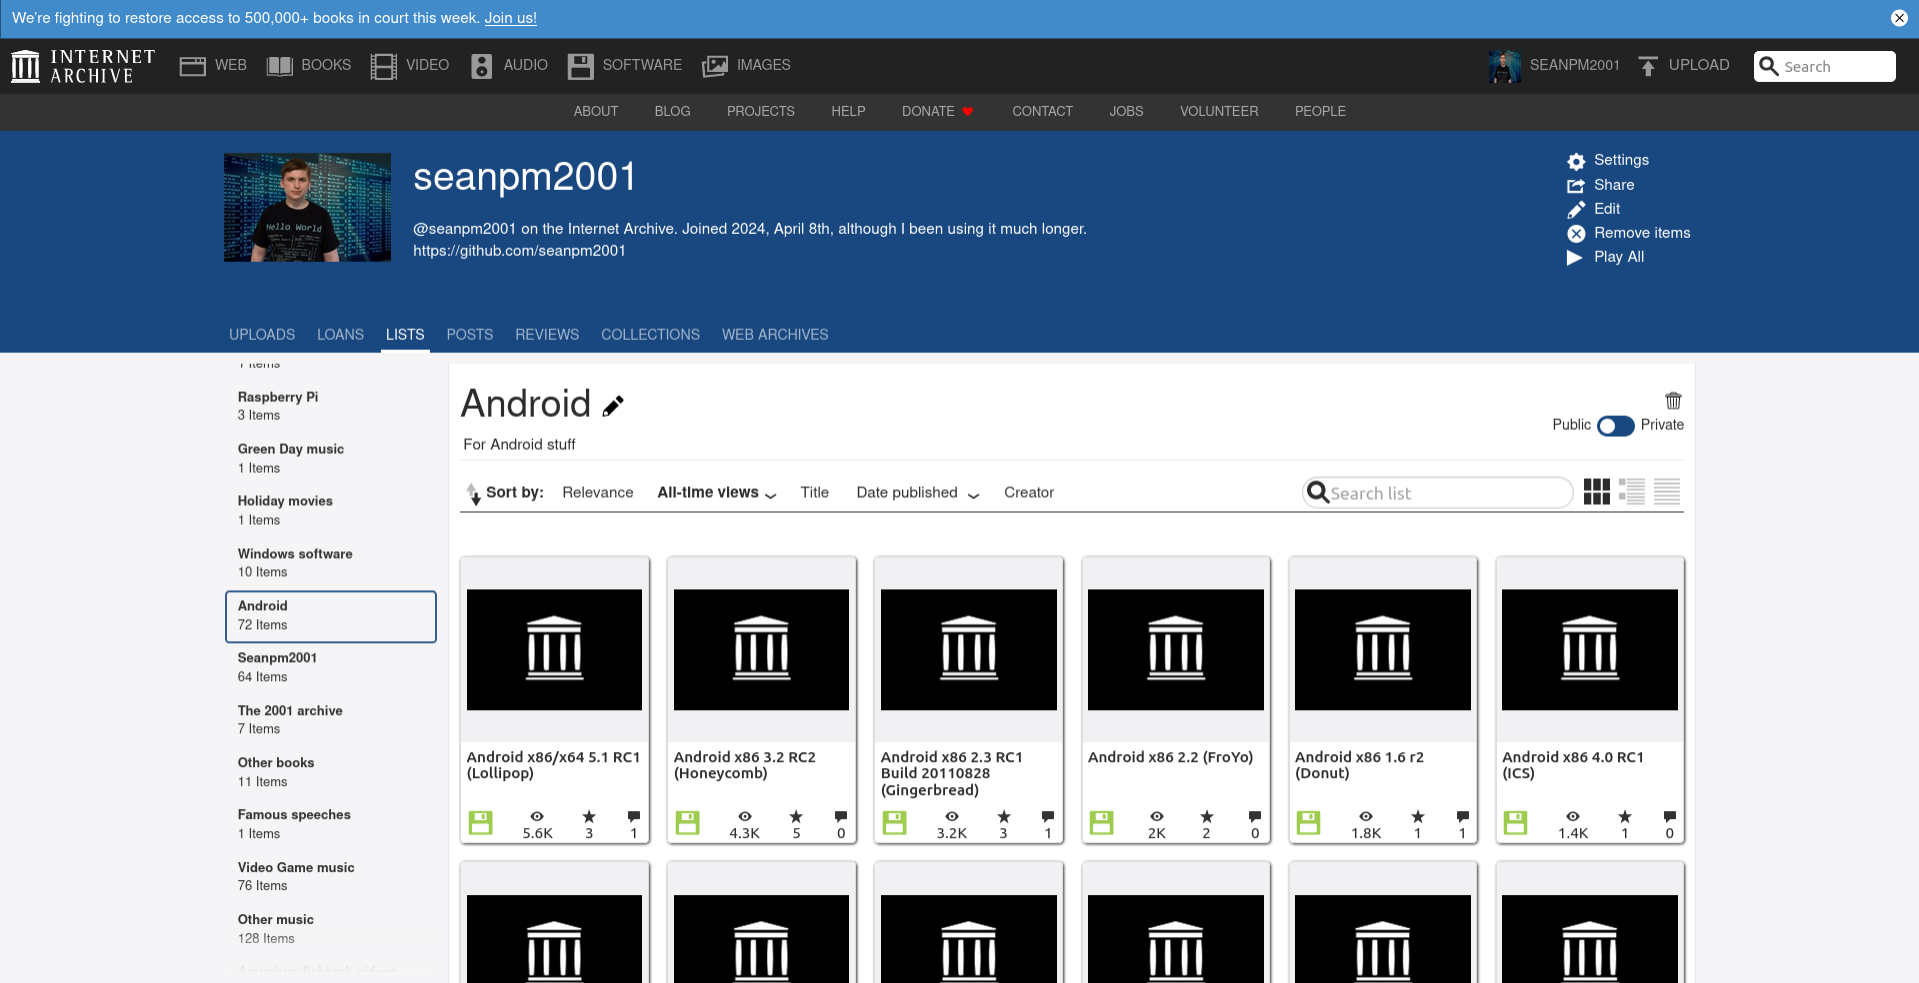 We're fighting to restore access to 500,000+ books in court this week. Join us!
INTERNET ARCHIVE
WEB BOOKS VIDEO AUDIO SOFTWARE IMAGES SEANPM2001 UPLOAD Search
ABOUT BLOG PROJECTS HELP DONATE CONTACT JOBS VOLUNTEER PEOPLE
seanpm2001
@seanpm2001 on the Internet Archive. Joined 2024, April 8th, although I been using it much longer.
https://github.com/seanpm2001
Hello World
Settings
Share
Edit
Remove items
Play All
UPLOADS LOANS LISTS POSTS REVIEWS COLLECTIONS WEB ARCHIVES
1 Items
Raspberry Pi
3 Items
Green Day music
1 Items
Holiday movies
1 Items
Windows software
10 Items
Android
72 Items
Seanpm2001
64 Items
The 2001 archive
7 Items
Other books
11 Items
Famous speeches
1 Items
Video Game music
76 Items
Other music
128 Items
Android
For Android stuff
Public Private
Sort by: Relevance All-time views Title Date published Creator
Search list
Android x86/x64 5.1 RC1
(Lollipop)
5.6K 3 1
Android x86 3.2 RC2
(Honeycomb)
4.3K 5 0
Android x86 2.3 RC1
Build 20110828
(Gingerbread)
3.2K 3 1
Android x86 2.2 (FroYo)
2K 2 0
Android x86 1.6 r2
(Donut)
1.8K 1 1
Android x86 4.0 RC1
(ICS)
1.4K 1 0